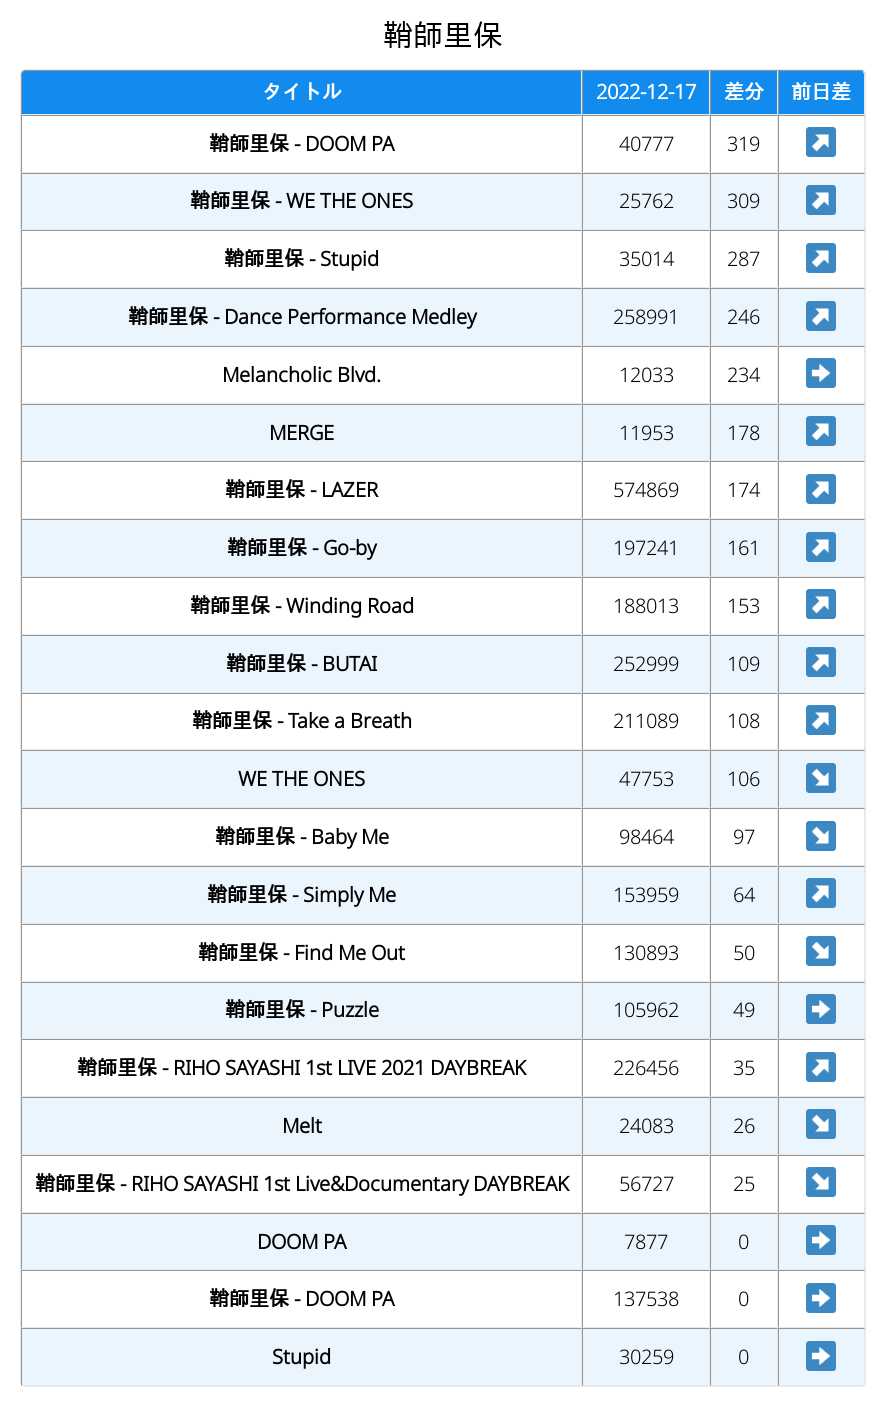 鞘師里保
タイトル 2022-12-17 差分 前日差
鞘師里保 - DOOM PA 40777 319 ↗
鞘師里保 - WE THE ONES 25762 309 ↗
鞘師里保 - Stupid 35014 287 ↗
鞘師里保 - Dance Performance Medley 258991 246 ↗
Melancholic Blvd. 12033 234 ➡
MERGE 11953 178 ↗
鞘師里保 - LAZER 574869 174 ↗
鞘師里保 - Go-by 197241 161 ↗
鞘師里保 - Winding Road 188013 153 ↗
鞘師里保 - BUTAI 252999 109 ↗
鞘師里保 - Take a Breath 211089 108 ↗
WE THE ONES 47753 106 ↘
鞘師里保 - Baby Me 98464 97 ↘
鞘師里保 - Simply Me 153959 64 ↗
鞘師里保 - Find Me Out 130893 50 ↘
鞘師里保 - Puzzle 105962 49 ➡
鞘師里保 - RIHO SAYASHI 1st LIVE 2021 DAYBREAK 226456 35 ↗
Melt 24083 26 ↘
鞘師里保 - RIHO SAYASHI 1st Live&Documentary DAYBREAK 56727 25 ↘
DOOM PA 7877 0 ➡
鞘師里保 - DOOM PA 137538 0 ➡
Stupid 30259 0 ➡